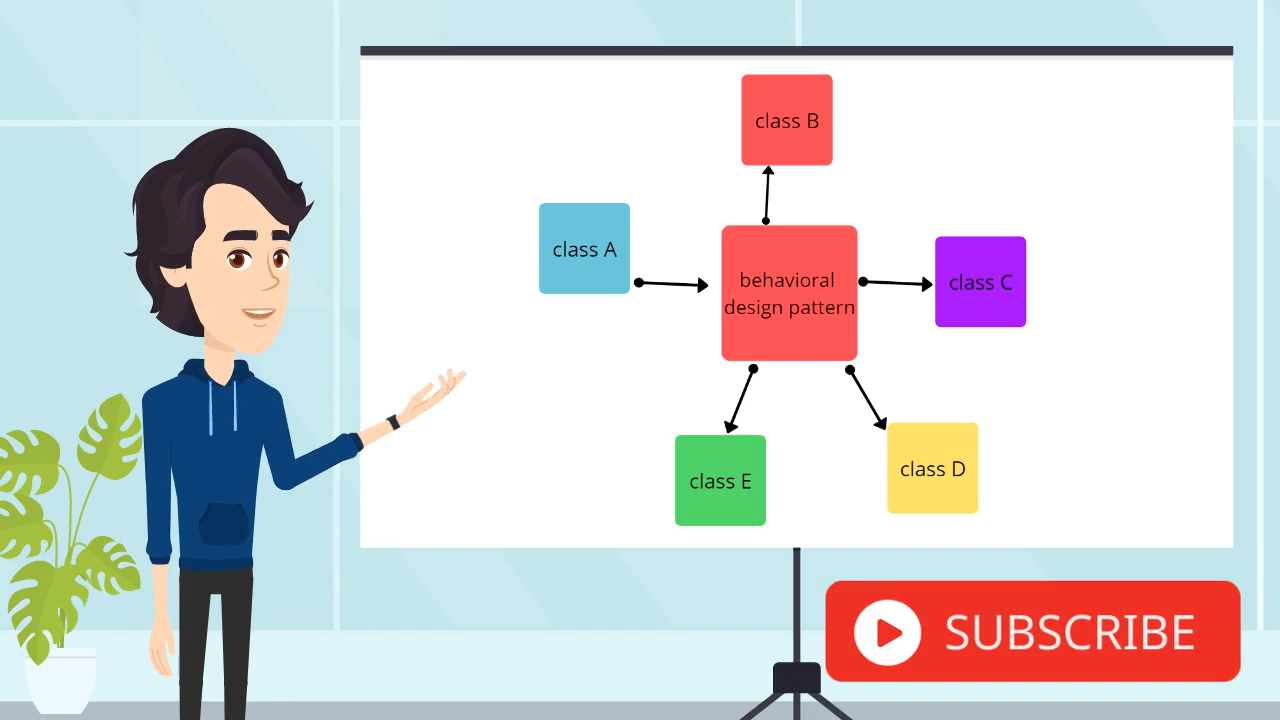 class B
class A
behavioral
design pattern
class C
class D
class E
SUBSCRIBE